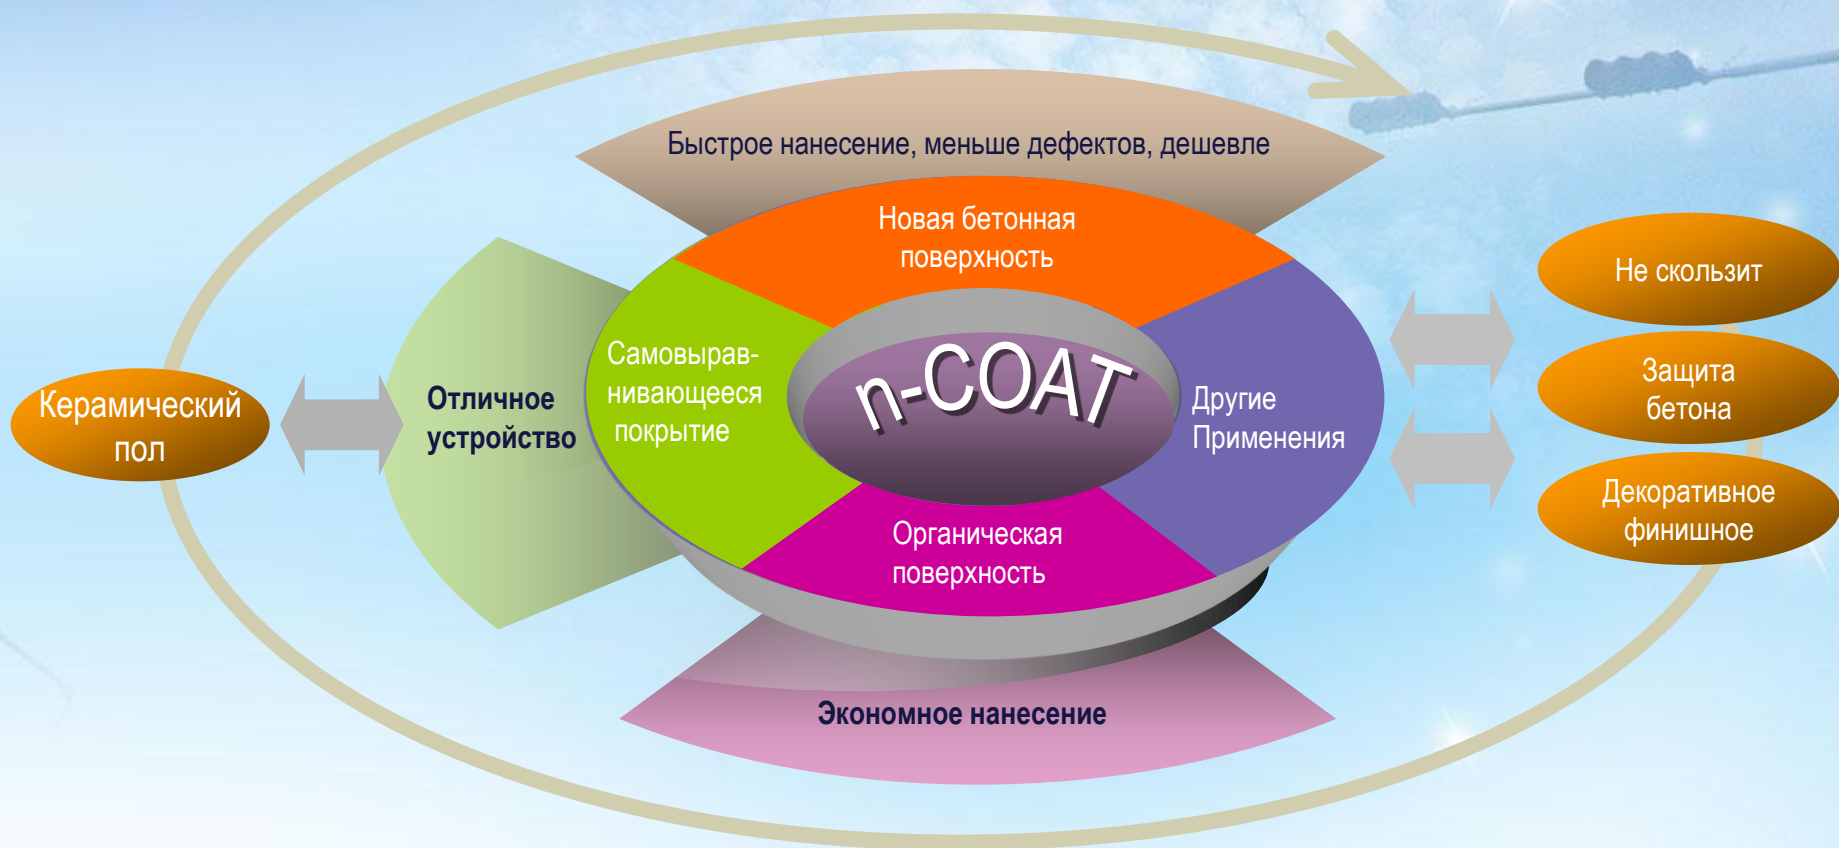 Быстрое нанесение, меньше дефектов, дешевле
Новая бетонная
поверхность
Не скользит
Самовырав-
нивающееся
покрытие
n-COAT
Другие
Применения
Защита
бетона
Керамический
пол
Отличное
устройство
Органическая
поверхность
Декоративное
финишное
Экономное нанесение